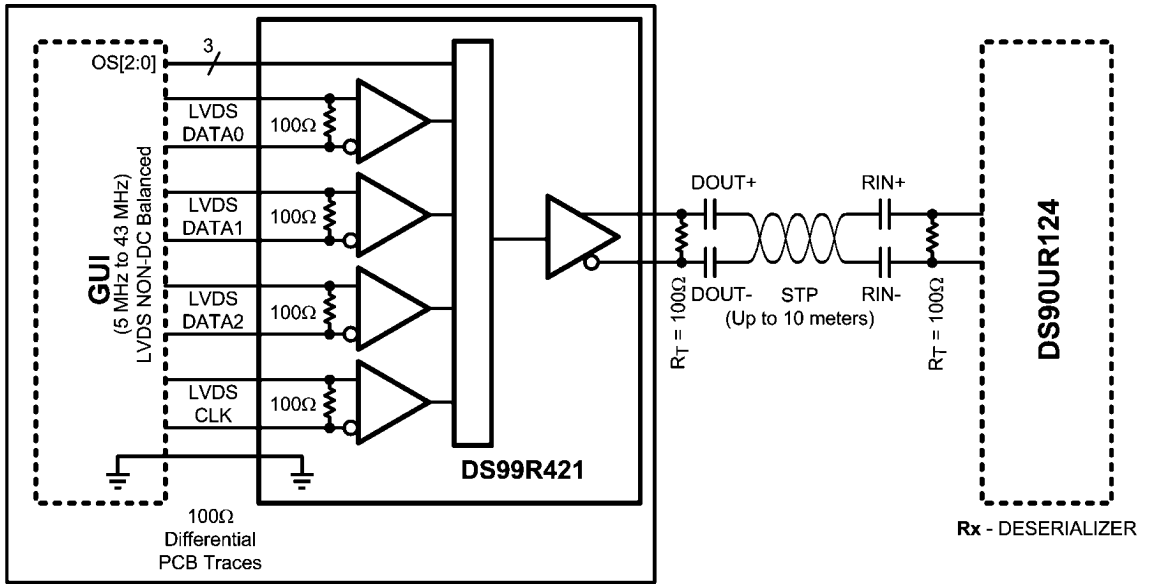 OS[2:0]
3
LVDS
DATA0
100Ω
LVDS
DATA1
100Ω
LVDS
DATA2
100Ω
LVDS
CLK
100Ω
GUI
(5 MHz to 43 MHz)
LVDS NON-DC Balanced
DS99R421
100Ω
Differential
PCB Traces
DOUT+
DOUT-
RT = 100Ω
STP
(Up to 10 meters)
RIN+
RIN-
RT = 100Ω
DS90UR124
Rx - DESERIALIZER